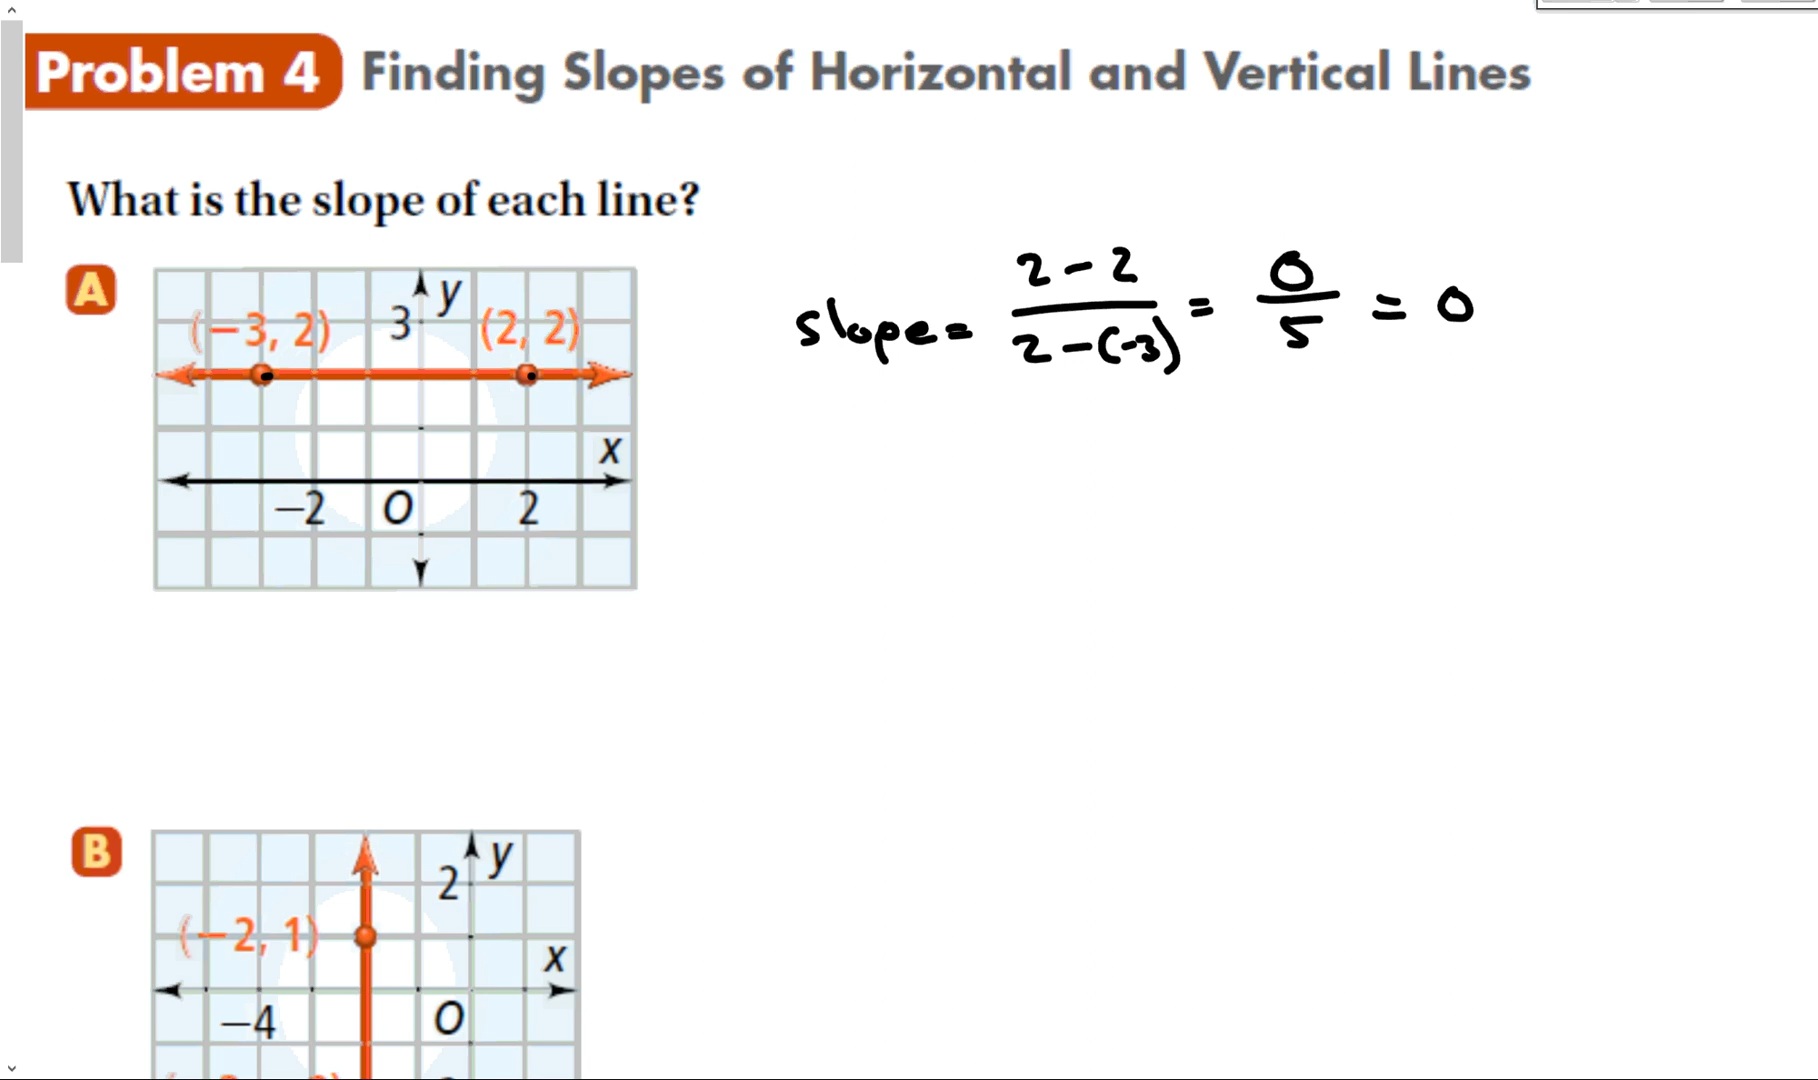 Problem 4 Finding Slopes of Horizontal and Vertical Lines
What is the slope of each line?
A
y
(−3, 2) 3 (2, 2)
x
−2 O 2
slope = 2 - 2 / 2 - (-3) = 0 / 5 = 0
B
y
2
(−2, 1)
x
−4 O